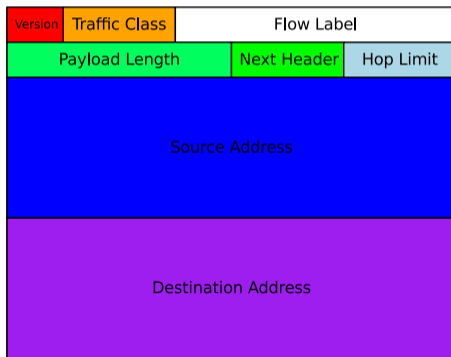 Version Traffic Class Flow Label
Payload Length Next Header Hop Limit
Source Address
Destination Address